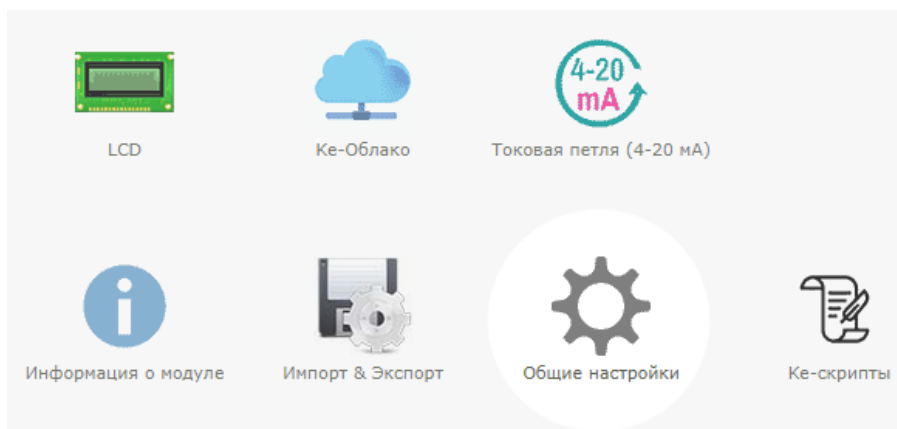 4-20
mA
LCD
Ke-Облако
Токовая петля (4-20 мА)
i
Информация о модуле
Импорт & Экспорт
Общие настройки
Ke-скрипты